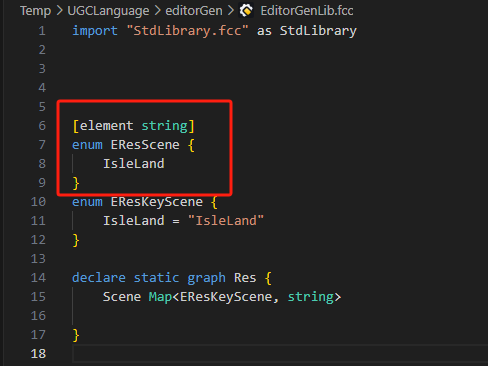 Temp > UGCLanguage > editorGen > EditorGenLib.fcc
1 import "StdLibrary.fcc" as StdLibrary
2
3
4
5
6 [element string]
7 enum EResScene {
8 IsleLand
9 }
10 enum EResKeyScene {
11 IsleLand = "IsleLand"
12 }
13
14 declare static graph Res {
15 Scene Map<EResKeyScene, string>
16
17 }
18